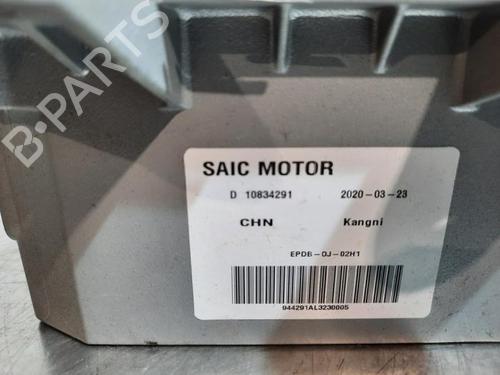 B-PARTS
SAIC MOTOR
D 10834291 2020-03-23
CHN Kangni
EPDB-0J-02H1
944291AL3230005